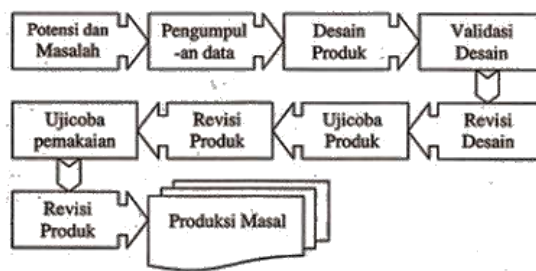 Potensi dan
Masalah
Pengumpul
-an data
Desain
Produk
Validasi
Desain
Revisi
Desain
Ujicoba
Produk
Revisi
Produk
Ujicoba
pemakaian
Revisi
Produk
Produksi Masal